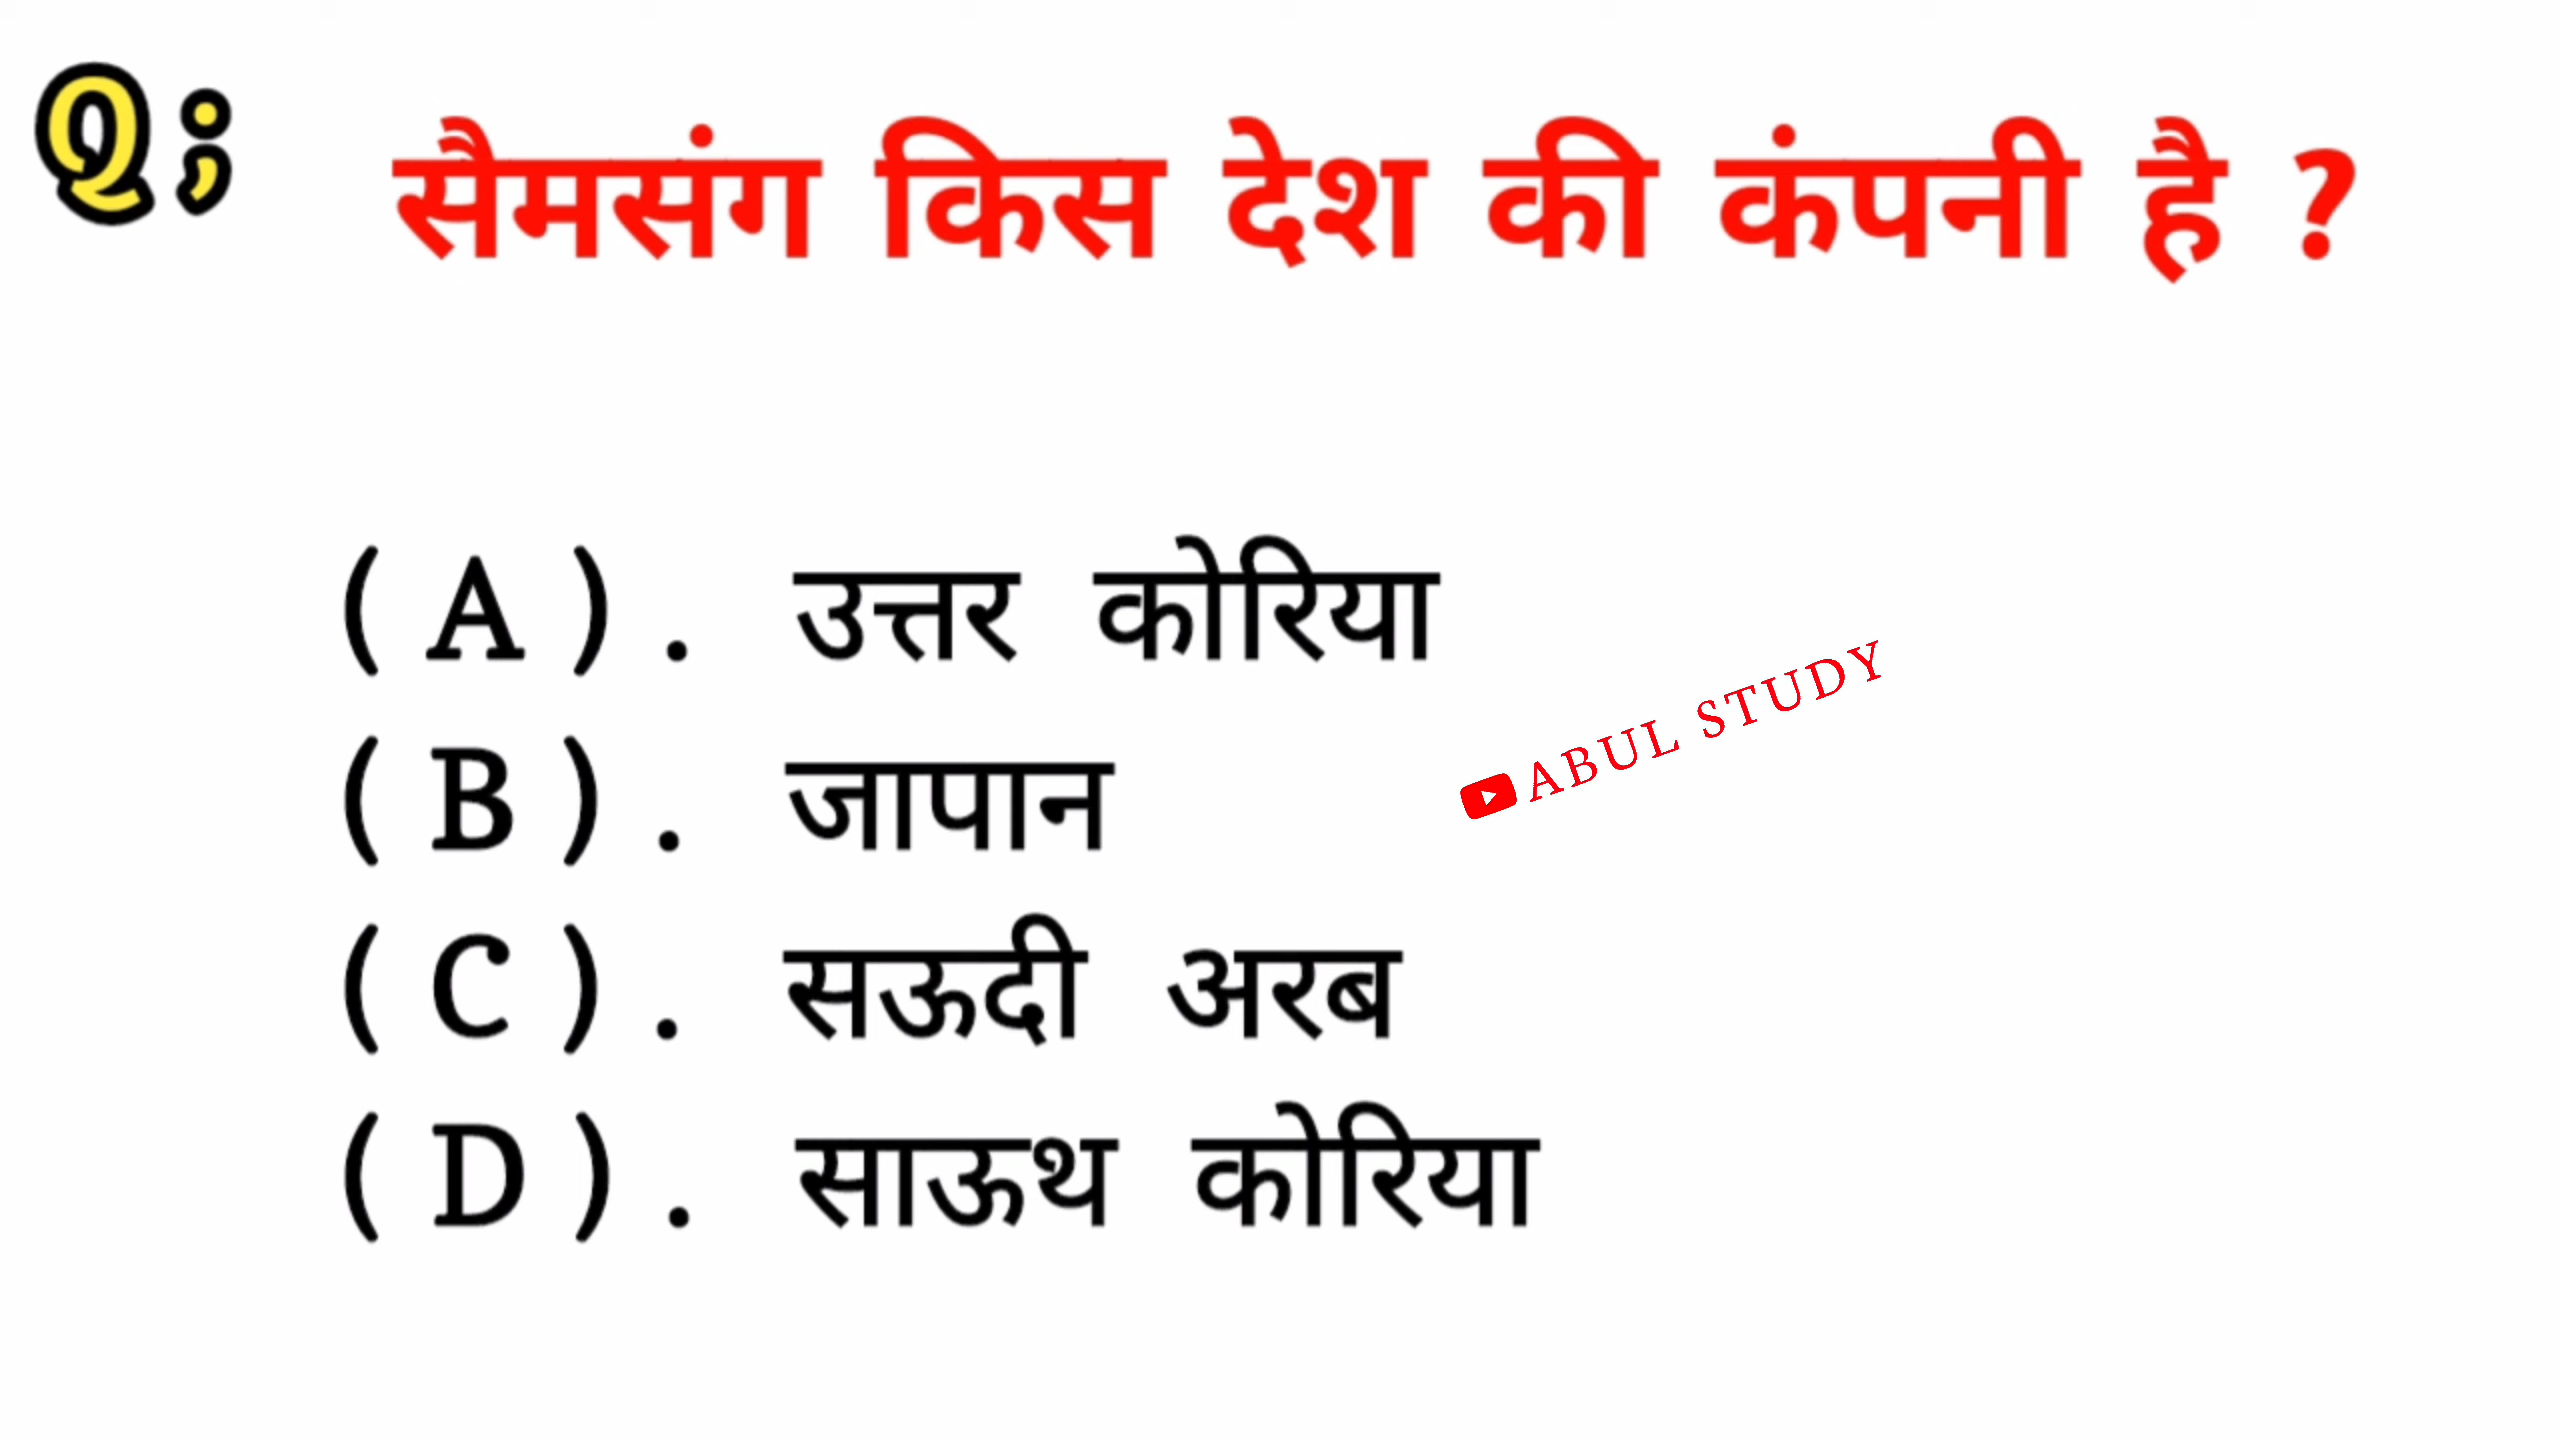 Q;
सैमसंग किस देश की कंपनी है ?
(A). उत्तर कोरिया
ABUL STUDY
(B). जापान
(C). सऊदी अरब
(D). साऊथ कोरिया